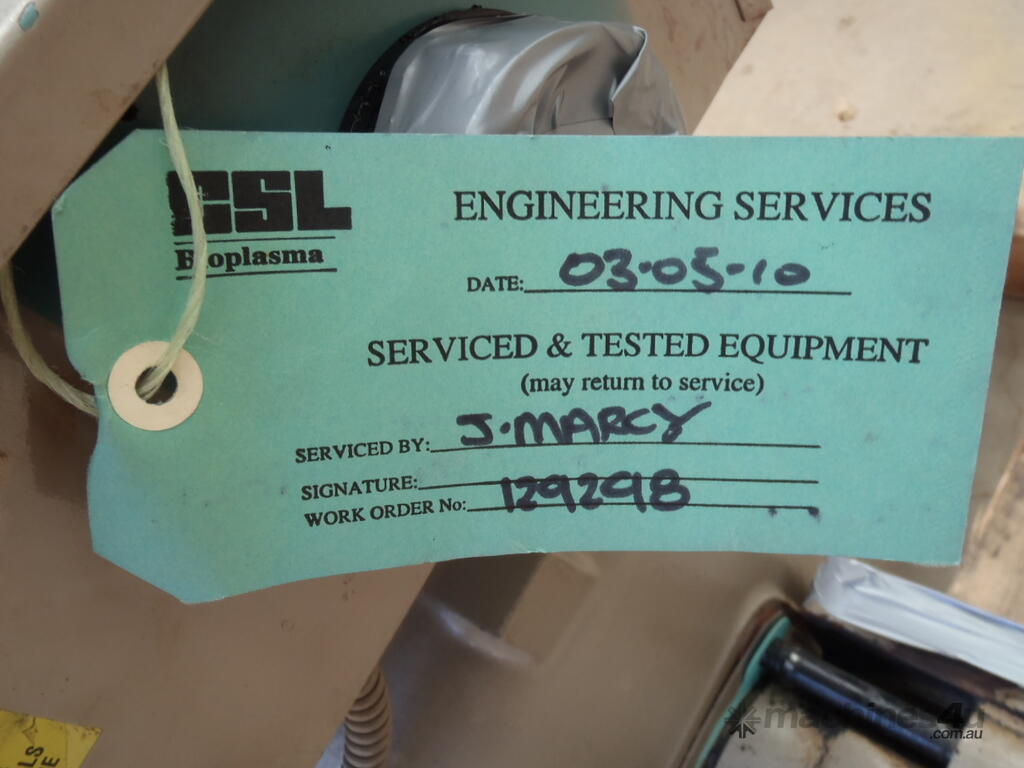 CSL
Bioplasma
ENGINEERING SERVICES
DATE: 03·05·10
SERVICED & TESTED EQUIPMENT
(may return to service)
SERVICED BY: J·MARCY
SIGNATURE:
WORK ORDER No: 129298
machines4u
.com.au
LS
E